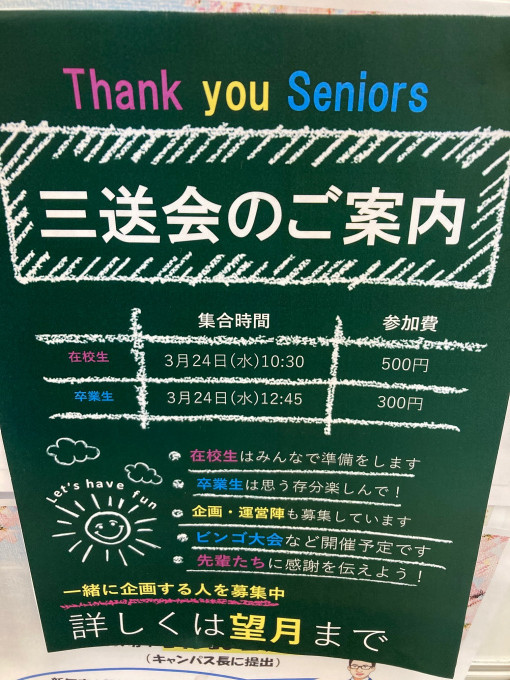 Thank you Seniors
三送会のご案内
集合時間 参加費
在校生 3月24日(水)10:30 500円
卒業生 3月24日(水)12:45 300円
在校生はみんなで準備をします
卒業生は思う存分楽しんで！
企画・運営陣も募集しています
ビンゴ大会など開催予定です
先輩たちに感謝を伝えよう！
Let's have fun
一緒に企画する人を募集中
詳しくは望月まで
(キャンパス長に提出)